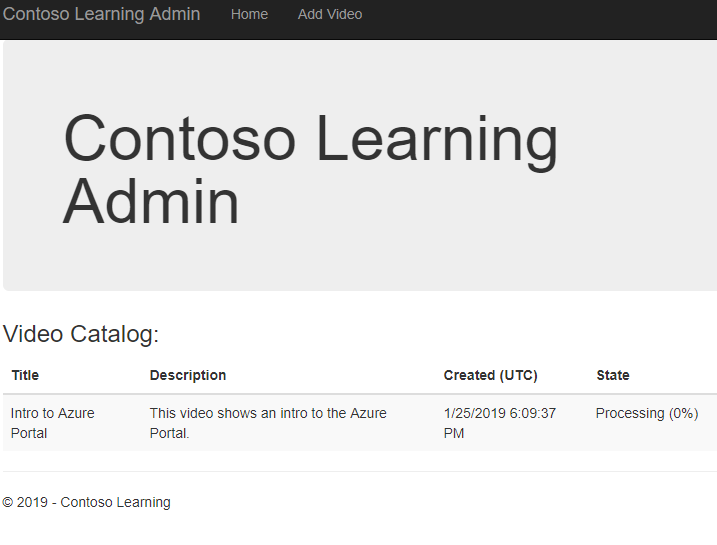 Contoso Learning Admin Home Add Video
Contoso Learning
Admin
Video Catalog:
Title Description Created (UTC) State
Intro to Azure This video shows an intro to the Azure 1/25/2019 6:09:37 Processing (0%)
Portal Portal. PM
© 2019 - Contoso Learning